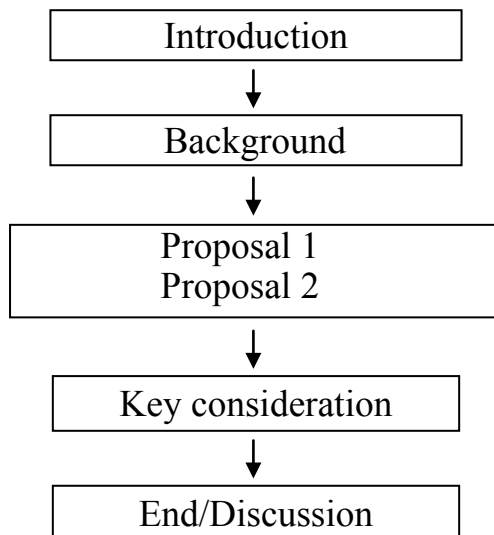 Introduction
Background
Proposal 1
Proposal 2
Key consideration
End/Discussion